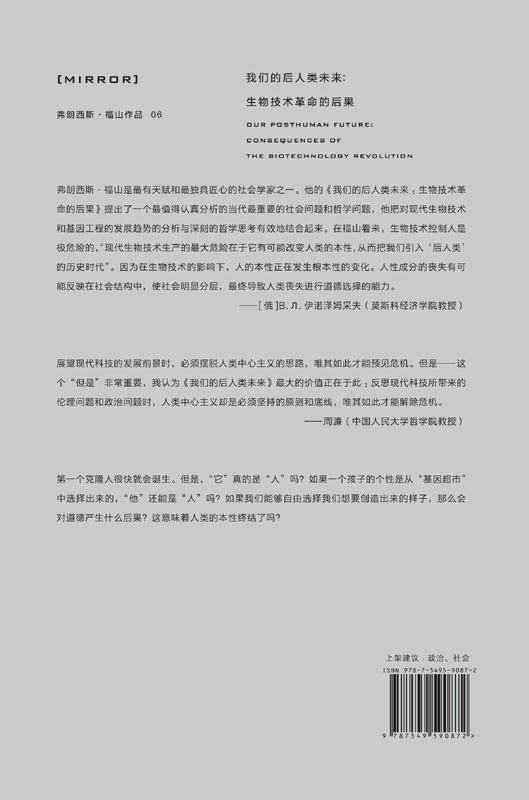 [MIRROR]
弗朗西斯·福山作品 06
我们的后人类未来:
生物技术革命的后果
OUR POSTHUMAN FUTURE:
CONSEQUENCES OF
THE BIOTECHNOLOGY REVOLUTION
弗朗西斯·福山是最有天赋和最独具匠心的社会学家之一。他的《我们的后人类未来：生物技术革
命的后果》提出了一个最值得认真分析的当代最重要的社会问题和哲学问题，他把对现代生物技术
和基因工程的发展趋势的分析与深刻的哲学思考有效地结合起来。在福山看来，生物技术控制人是
极危险的，“现代生物技术生产的最大危险在于它有可能改变人类的本性，从而把我们引入‘后人类’
的历史时代”。因为在生物技术的影响下，人的本性正在发生根本性的变化。人性成分的丧失有可
能反映在社会结构中，使社会明显分层，最终导致人类丧失进行道德选择的能力。
——[俄]В.Л.伊诺泽姆采夫（莫斯科经济学院教授）
展望现代科技的发展前景时，必须摆脱人类中心主义的思路，唯其如此才能预见危机。但是——这
个“但是”非常重要，我认为《我们的后人类未来》最大的价值正在于此：反思现代科技所带来的
伦理问题和政治问题时，人类中心主义却是必须坚持的原则和底线，唯其如此才能解除危机。
——周濂（中国人民大学哲学院教授）
第一个克隆人很快就会诞生。但是，“它”真的是“人”吗？如果一个孩子的个性是从“基因超市”
中选择出来的，“他”还能是“人”吗？如果我们能够自由选择我们想要创造出来的样子，那么会
对道德产生什么后果？这意味着人类的本性终结了吗？
上架建议：政治、社会
ISBN 978-7-5495-9087-2
9 787549 590872 >